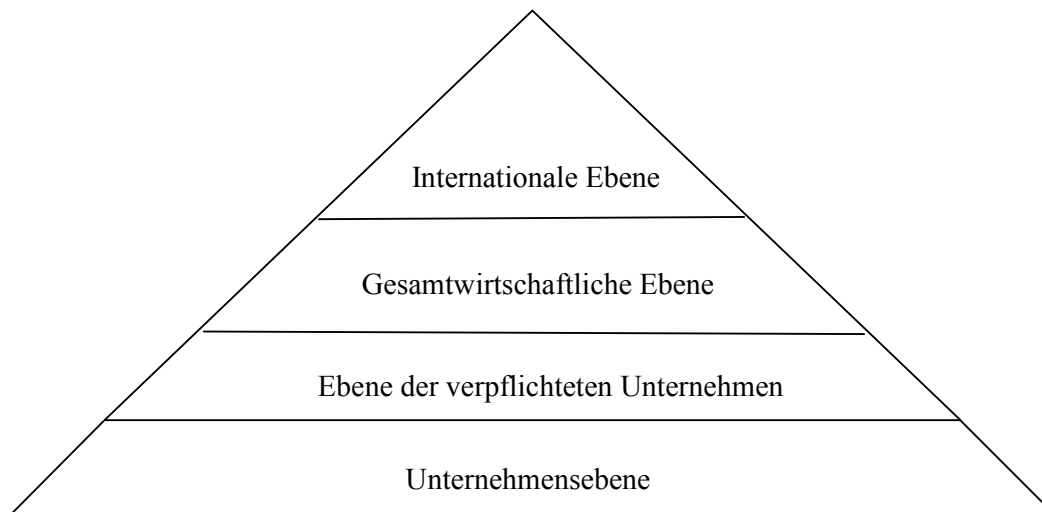 Internationale Ebene
Gesamtwirtschaftliche Ebene
Ebene der verpflichteten Unternehmen
Unternehmensebene